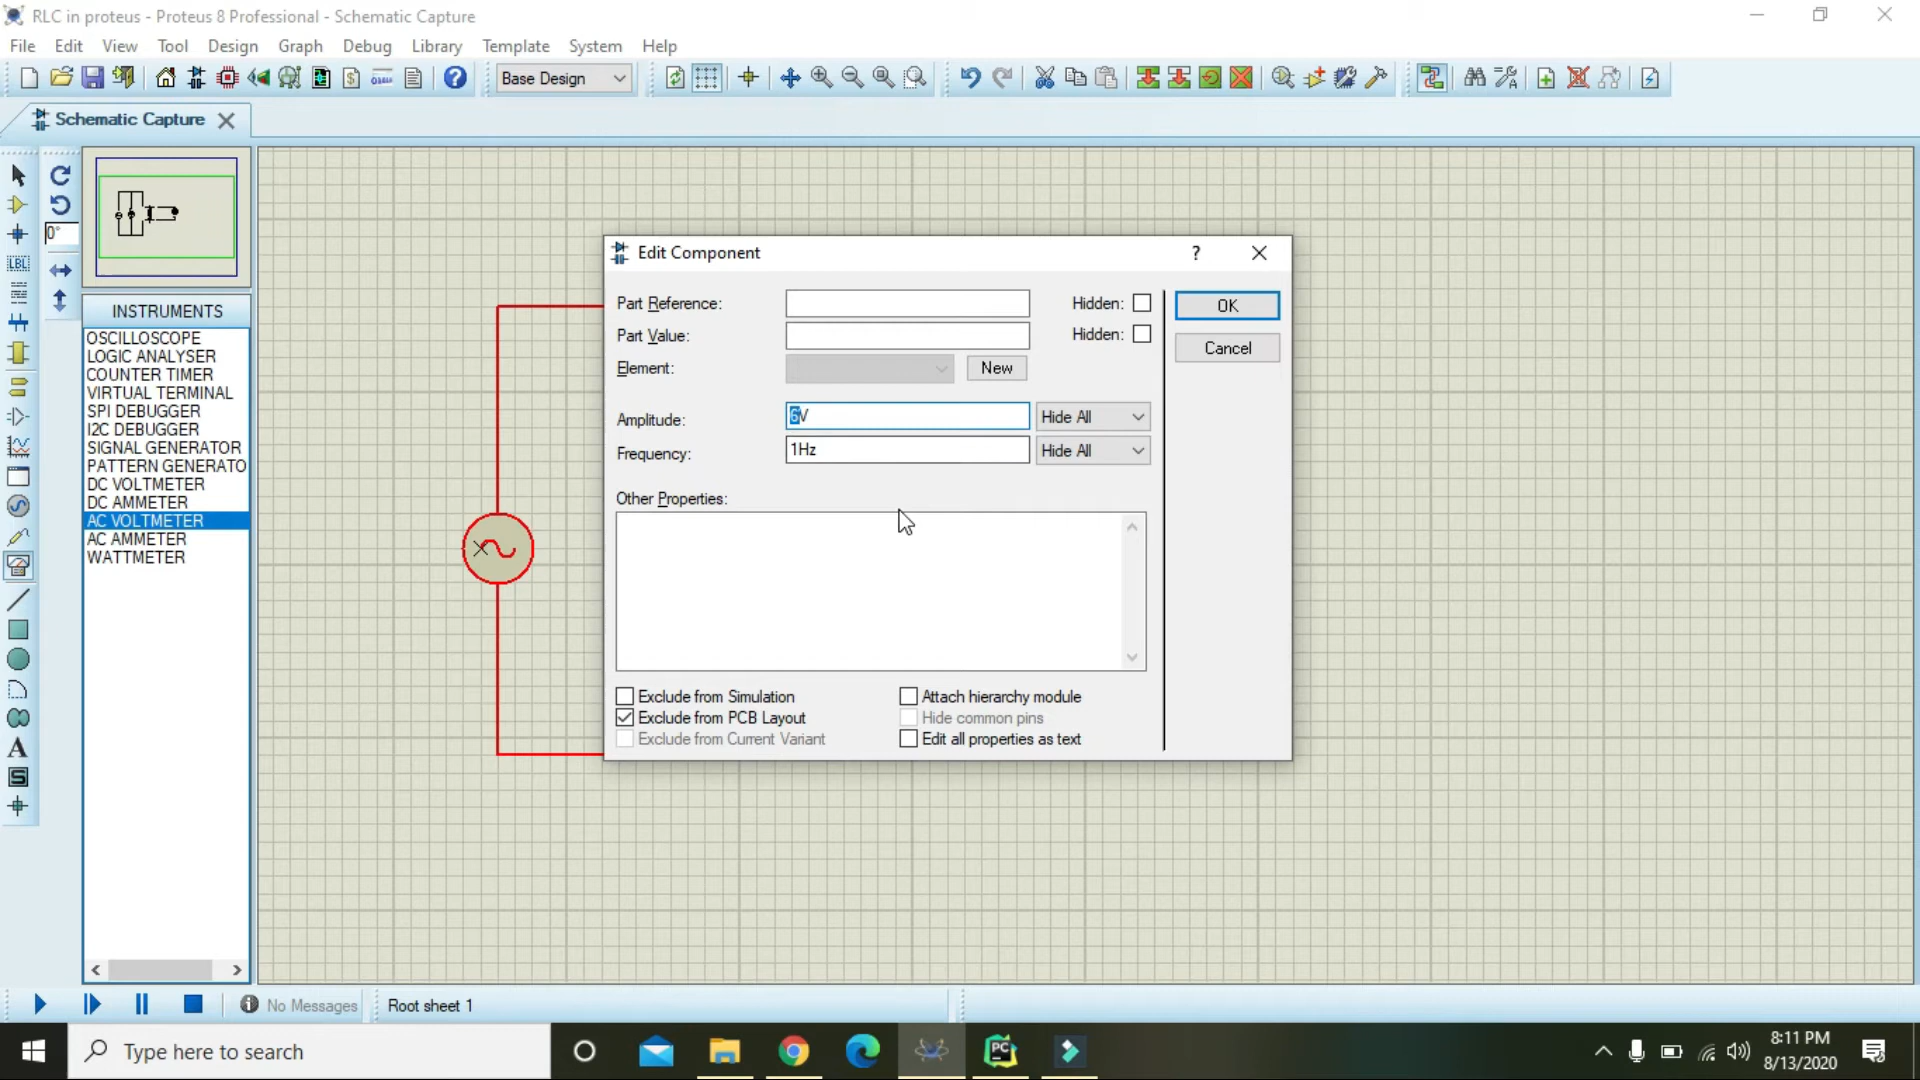 RLC in proteus - Proteus 8 Professional - Schematic Capture
File Edit View Tool Design Graph Debug Library Template System Help
Base Design
Schematic Capture
0°
LBL
INSTRUMENTS
OSCILLOSCOPE
LOGIC ANALYSER
COUNTER TIMER
VIRTUAL TERMINAL
SPI DEBUGGER
I2C DEBUGGER
SIGNAL GENERATOR
PATTERN GENERATO
DC VOLTMETER
DC AMMETER
AC VOLTMETER
AC AMMETER
WATTMETER
A
S
Edit Component
?
Part Reference:
Hidden:
OK
Part Value:
Hidden:
Cancel
Element:
New
Amplitude:
6V
Hide All
Frequency:
1Hz
Hide All
Other Properties:
Exclude from Simulation
Attach hierarchy module
Exclude from PCB Layout
Hide common pins
Exclude from Current Variant
Edit all properties as text
No Messages
Root sheet 1
Type here to search
PC
8:11 PM
8/13/2020